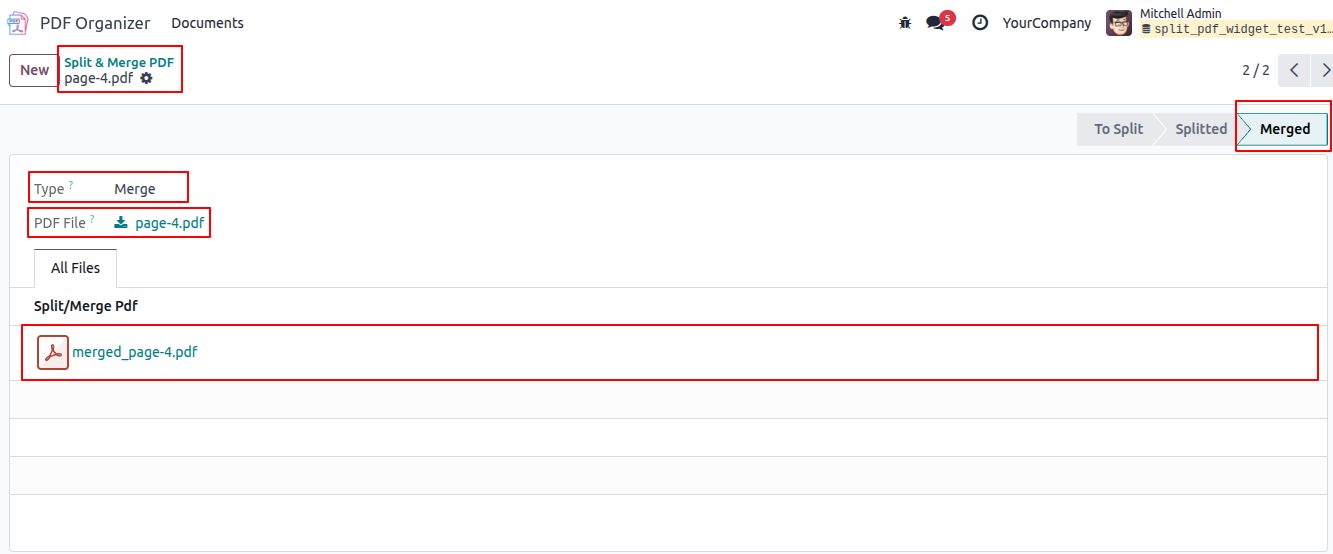 PDF Organizer Documents 5 YourCompany Mitchell Admin
split_pdf_widget_test_v1...
New Split & Merge PDF
page-4.pdf 2 / 2
To Split Splitted Merged
Type ? Merge
PDF File ? page-4.pdf
All Files
Split/Merge Pdf
merged_page-4.pdf